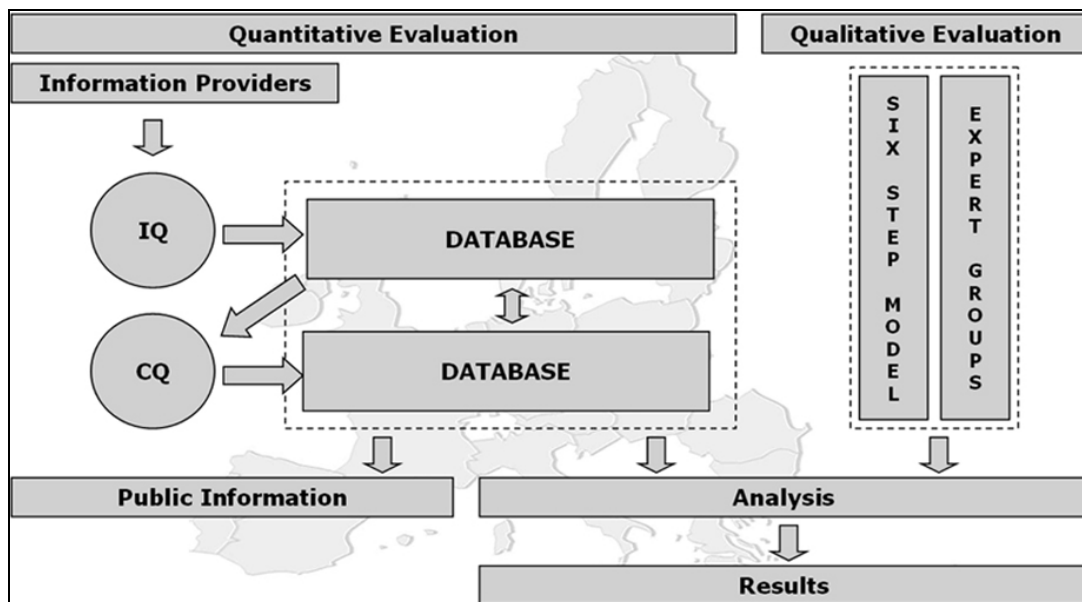 Quantitative Evaluation
Qualitative Evaluation
Information Providers
IQ
DATABASE
CQ
DATABASE
SIX STEP MODEL
EXPERT GROUPS
Public Information
Analysis
Results